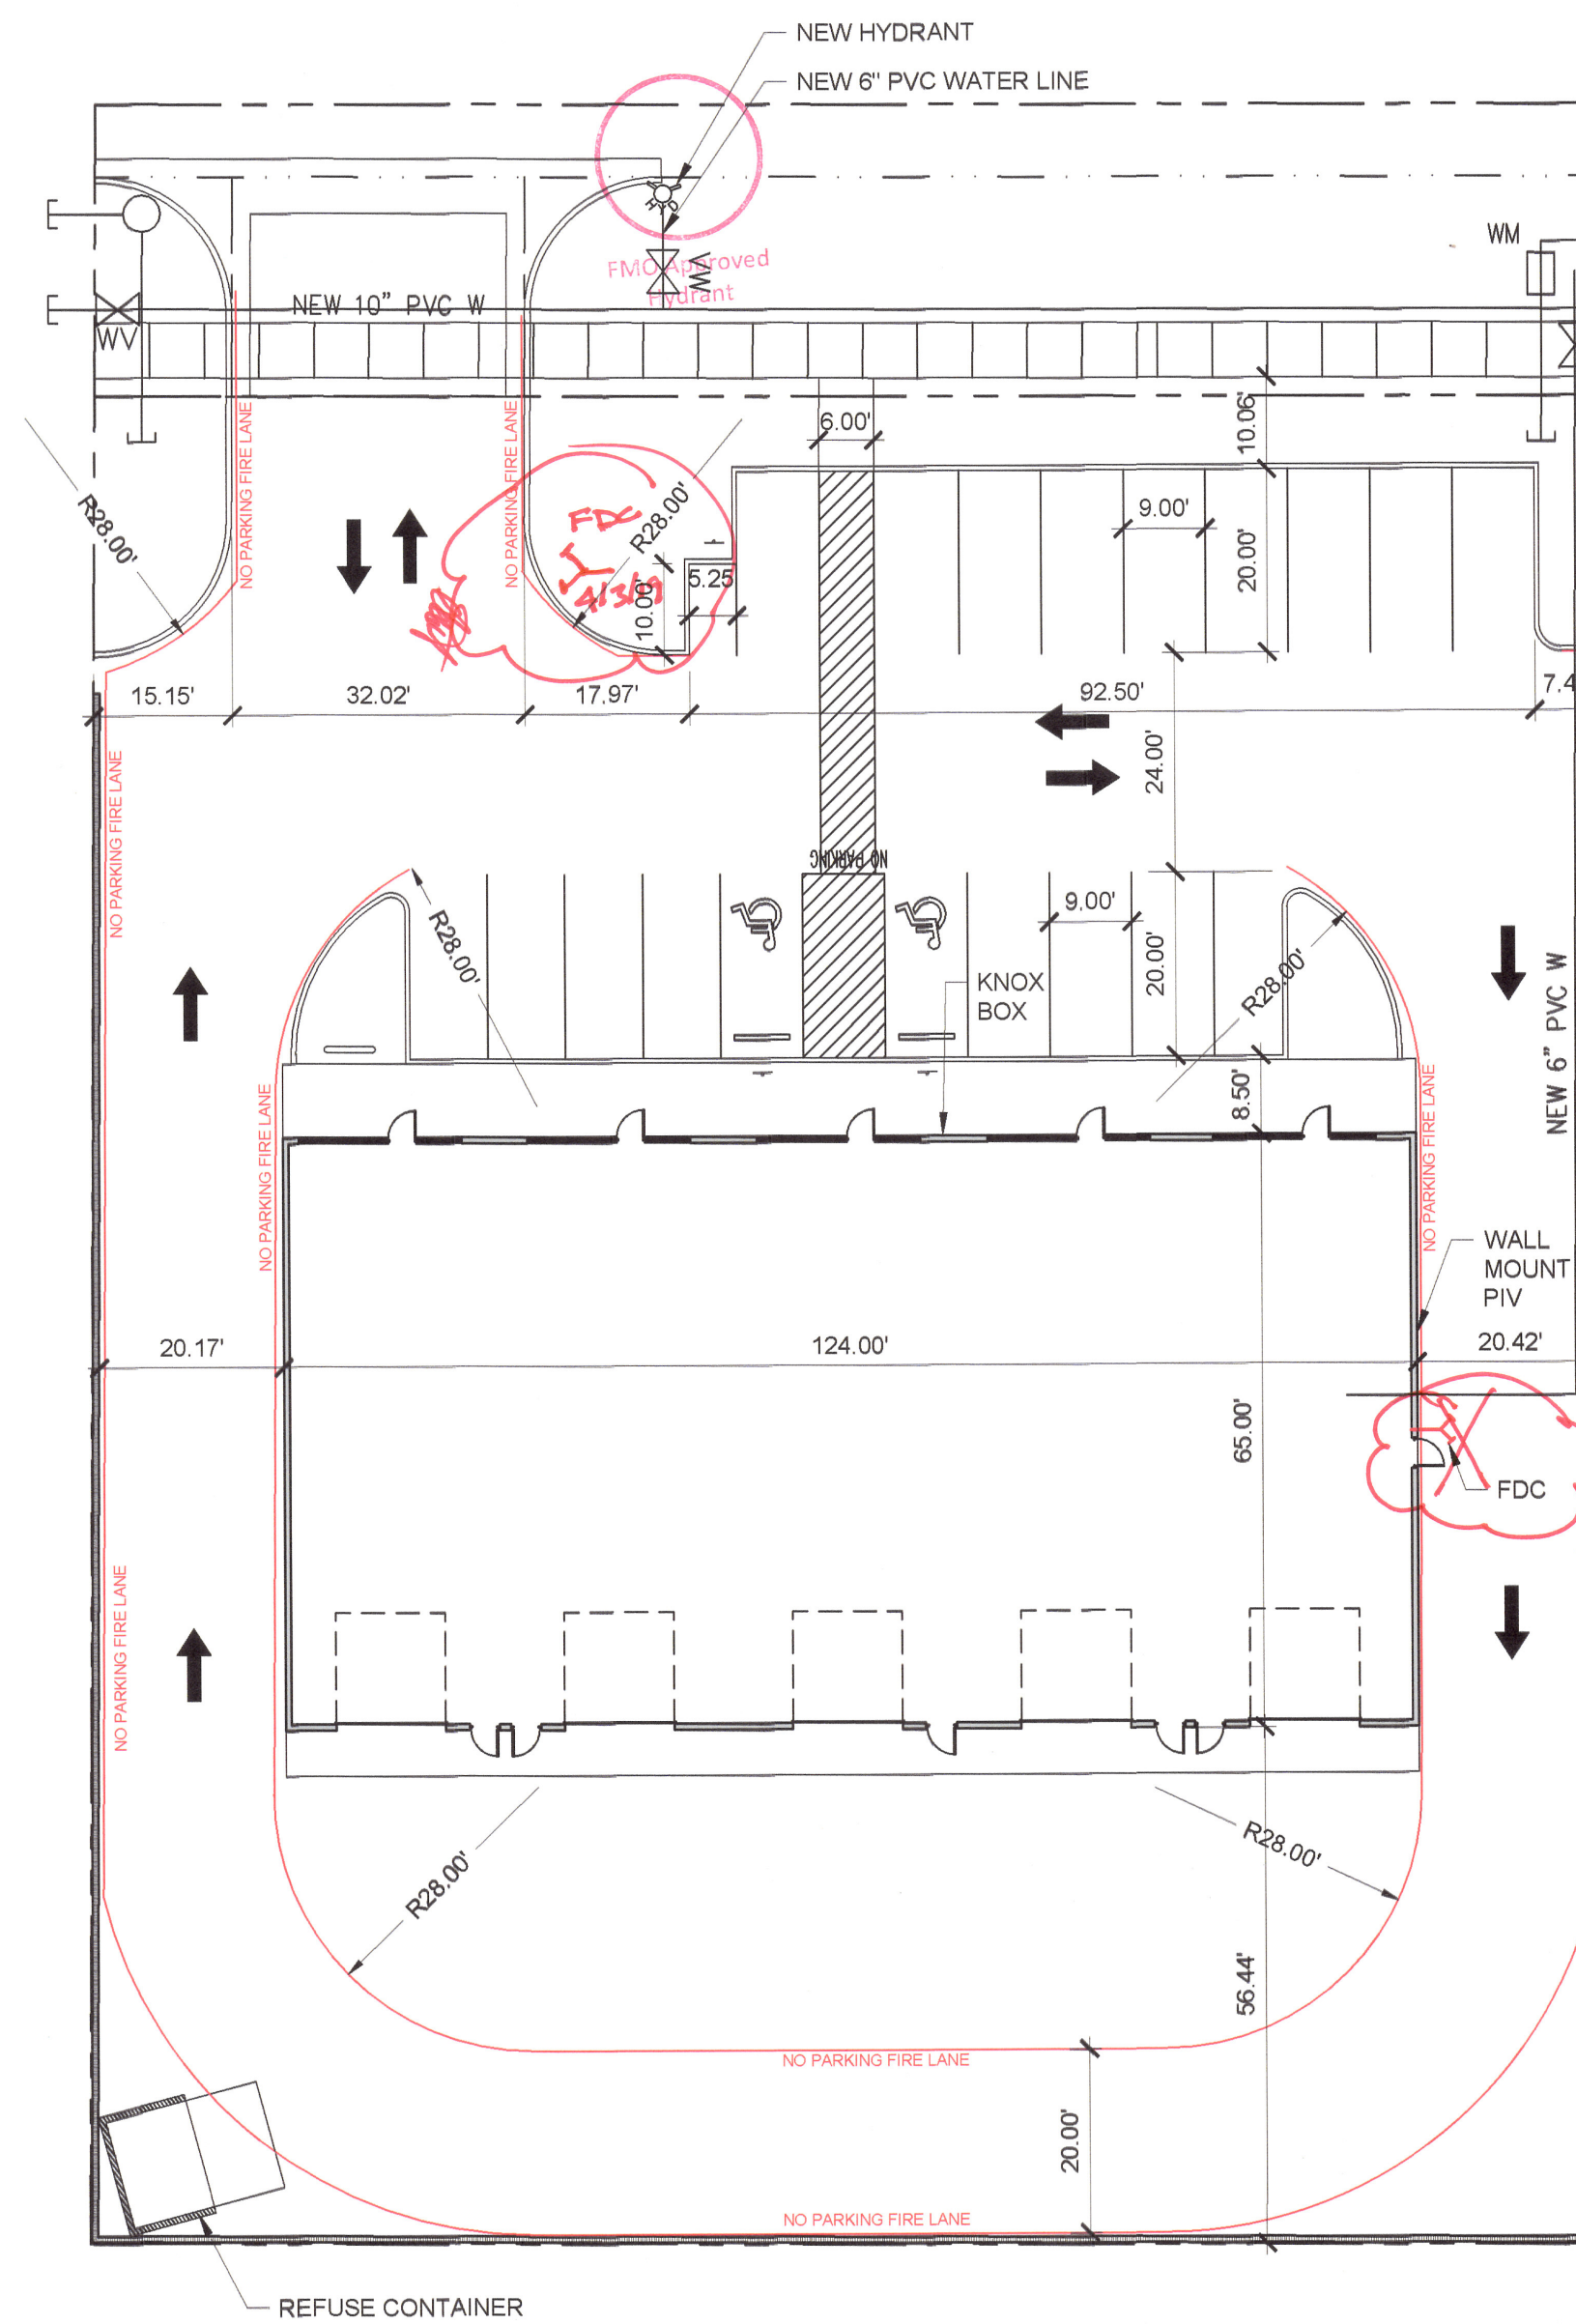 NEW HYDRANT
NEW 6" PVC WATER LINE
HYD
WM
FMO Approved
Hydrant
WV
NEW 10" PVC W
WV
NO PARKING FIRE LANE
NO PARKING FIRE LANE
6.00'
10.06'
R28.00'
FDC
4/3/19
R28.00'
10.00'
5.25'
9.00'
20.00'
15.15'
32.02'
17.97'
92.50'
7.4
NO PARKING FIRE LANE
24.00'
NO PARKING
R28.00'
9.00'
20.00'
R28.00'
KNOX
BOX
NEW 6" PVC W
8.50'
NO PARKING FIRE LANE
NO PARKING FIRE LANE
WALL
MOUNT
PIV
20.17'
124.00'
20.42'
65.00'
FDC
NO PARKING FIRE LANE
R28.00'
R28.00'
56.44'
NO PARKING FIRE LANE
20.00'
NO PARKING FIRE LANE
REFUSE CONTAINER